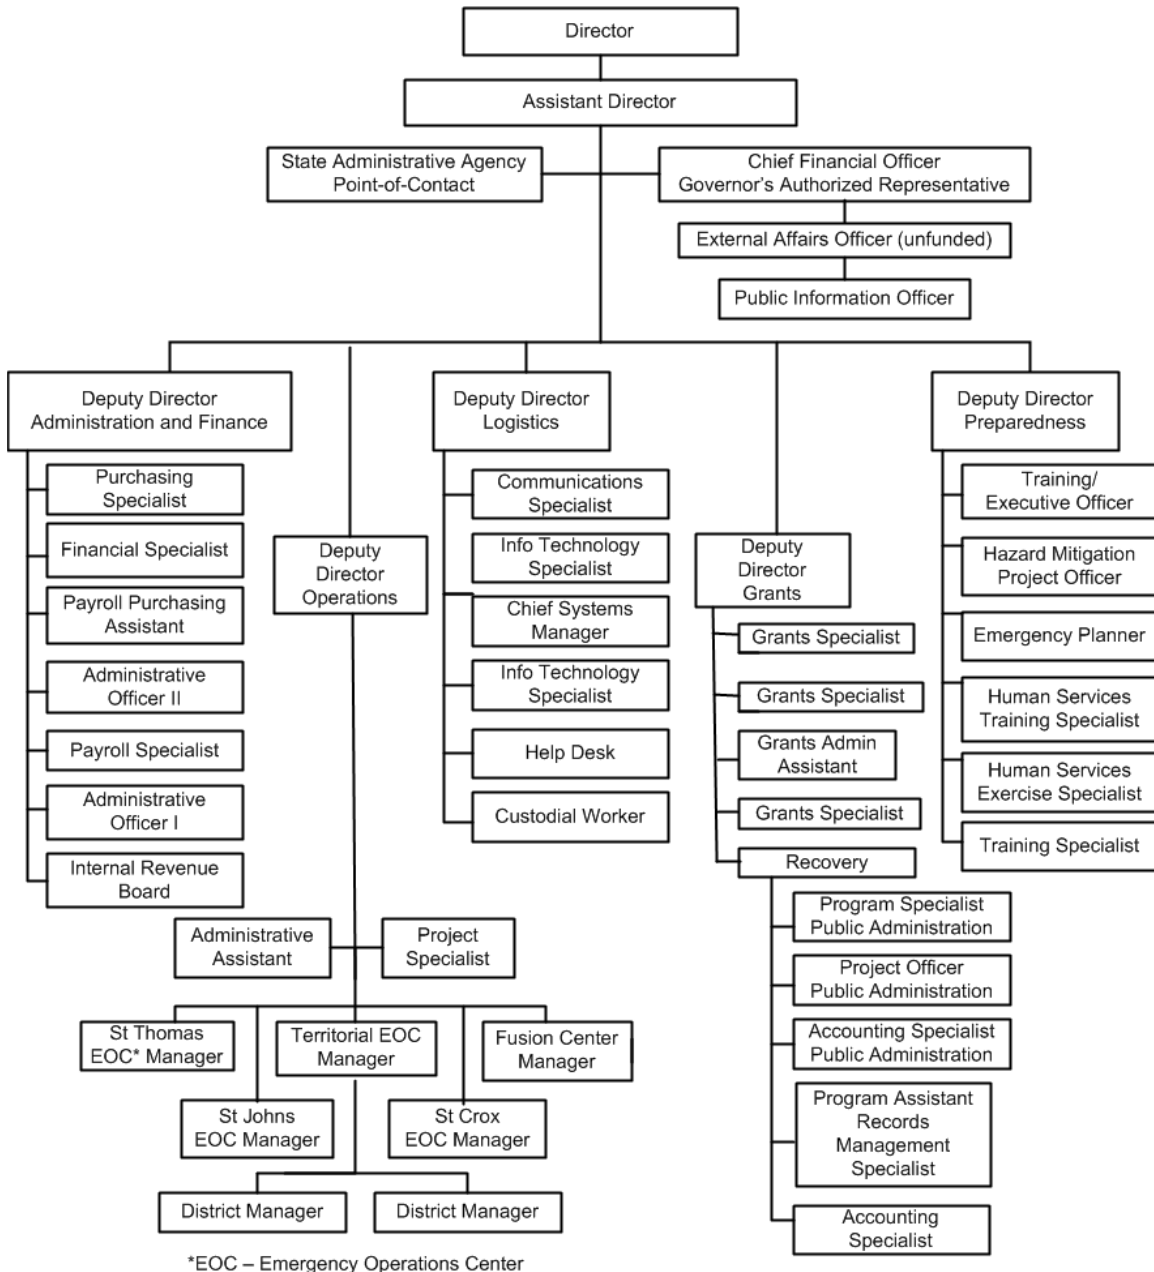 Director
Assistant Director
State Administrative Agency
Point-of-Contact
Chief Financial Officer
Governor's Authorized Representative
External Affairs Officer (unfunded)
Public Information Officer
Deputy Director
Administration and Finance
Purchasing
Specialist
Financial Specialist
Payroll Purchasing
Assistant
Administrative
Officer II
Payroll Specialist
Administrative
Officer I
Internal Revenue
Board
Deputy
Director
Operations
Administrative
Assistant
Project
Specialist
St Thomas
EOC* Manager
Territorial EOC
Manager
Fusion Center
Manager
St Johns
EOC Manager
St Crox
EOC Manager
District Manager
District Manager
Deputy Director
Logistics
Communications
Specialist
Info Technology
Specialist
Chief Systems
Manager
Info Technology
Specialist
Help Desk
Custodial Worker
Deputy
Director
Grants
Grants Specialist
Grants Specialist
Grants Admin
Assistant
Grants Specialist
Recovery
Program Specialist
Public Administration
Project Officer
Public Administration
Accounting Specialist
Public Administration
Program Assistant
Records
Management
Specialist
Accounting
Specialist
Deputy Director
Preparedness
Training/
Executive Officer
Hazard Mitigation
Project Officer
Emergency Planner
Human Services
Training Specialist
Human Services
Exercise Specialist
Training Specialist
*EOC – Emergency Operations Center